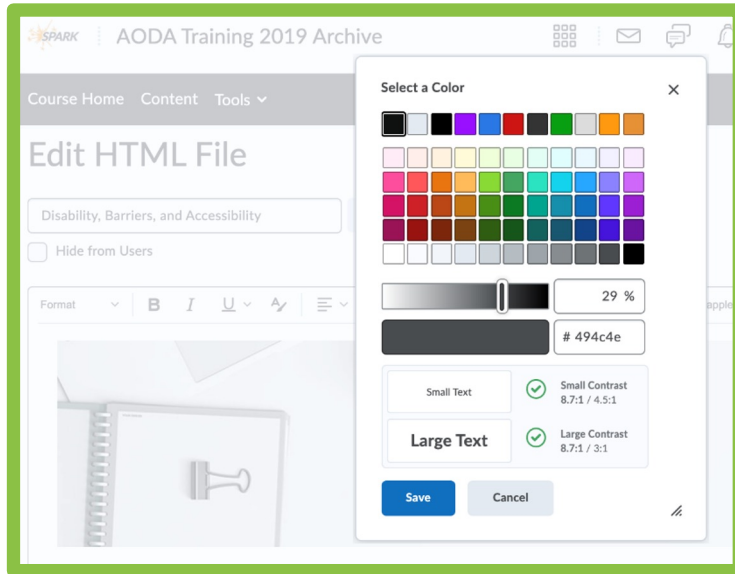 SPARK
AODA Training 2019 Archive
Course Home Content Tools
Edit HTML File
Disability, Barriers, and Accessibility
Hide from Users
Format B I U A
apple
Select a Color
29 %
# 494c4e
Small Text
Small Contrast
8.7:1 / 4.5:1
Large Text
Large Contrast
8.7:1 / 3:1
Save Cancel